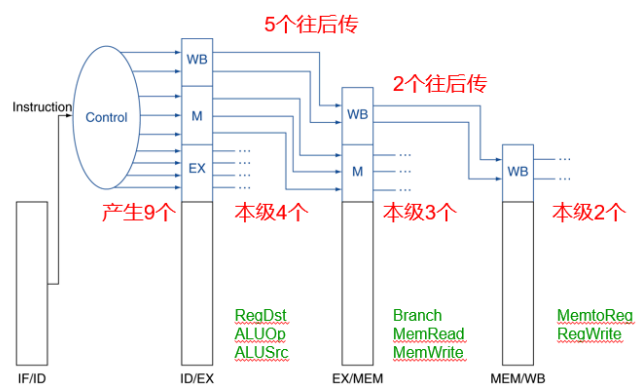 5个往后传
2个往后传
Instruction
Control
WB
M
EX
WB
M
WB
...
...
...
...
...
...
产生9个
本级4个
本级3个
本级2个
RegDst
ALUOp
ALUSrc
Branch
MemRead
MemWrite
MemtoReg
RegWrite
IF/ID
ID/EX
EX/MEM
MEM/WB